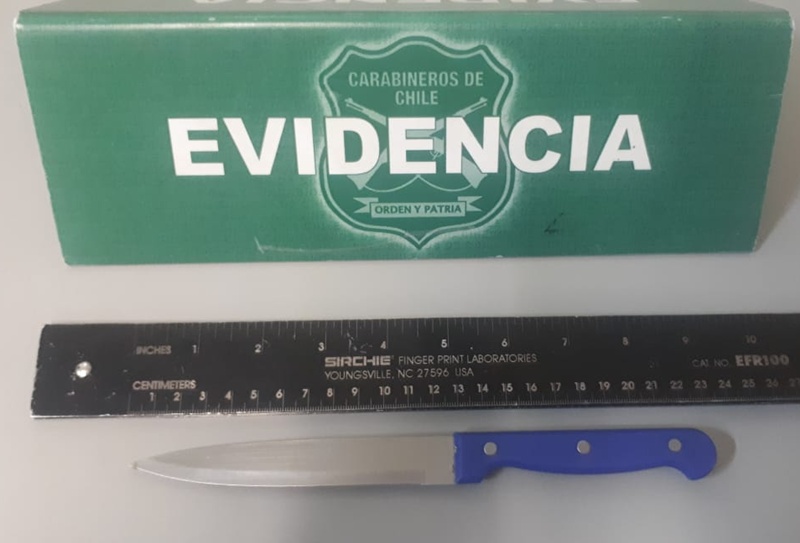 CARABINEROS DE
CHILE
EVIDENCIA
ORDEN Y PATRIA
INCHES 1 2 3 4 5 6 7 8 9 10
SIRCHIE FINGER PRINT LABORATORIES
YOUNGSVILLE, NC 27596 USA
CAT. NO. EFR100
CENTIMETERS
1 2 3 4 5 6 7 8 9 10 11 12 13 14 15 16 17 18 19 20 21 22 23 24 25 26